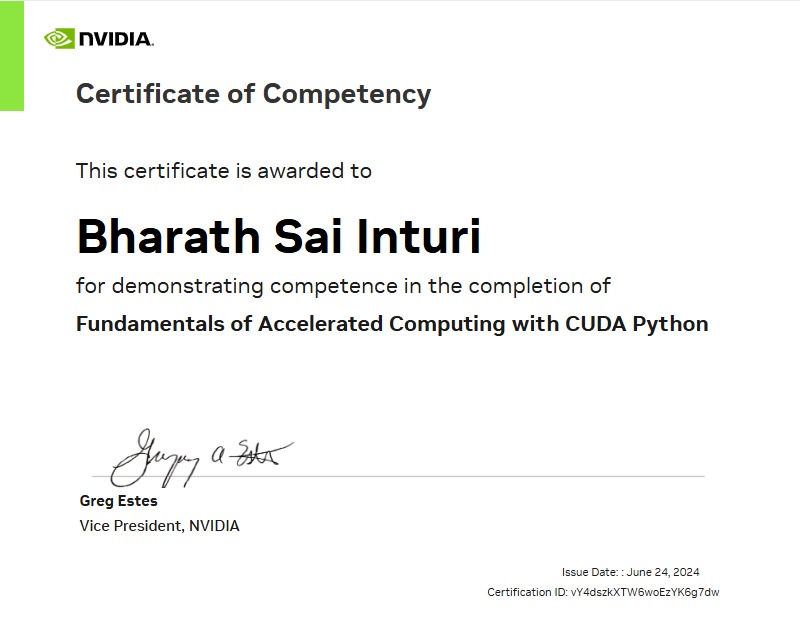 NVIDIA.
Certificate of Competency
This certificate is awarded to
Bharath Sai Inturi
for demonstrating competence in the completion of
Fundamentals of Accelerated Computing with CUDA Python
Greg Estes
Vice President, NVIDIA
Issue Date: : June 24, 2024
Certification ID: vY4dszkXTW6woEzYK6g7dw